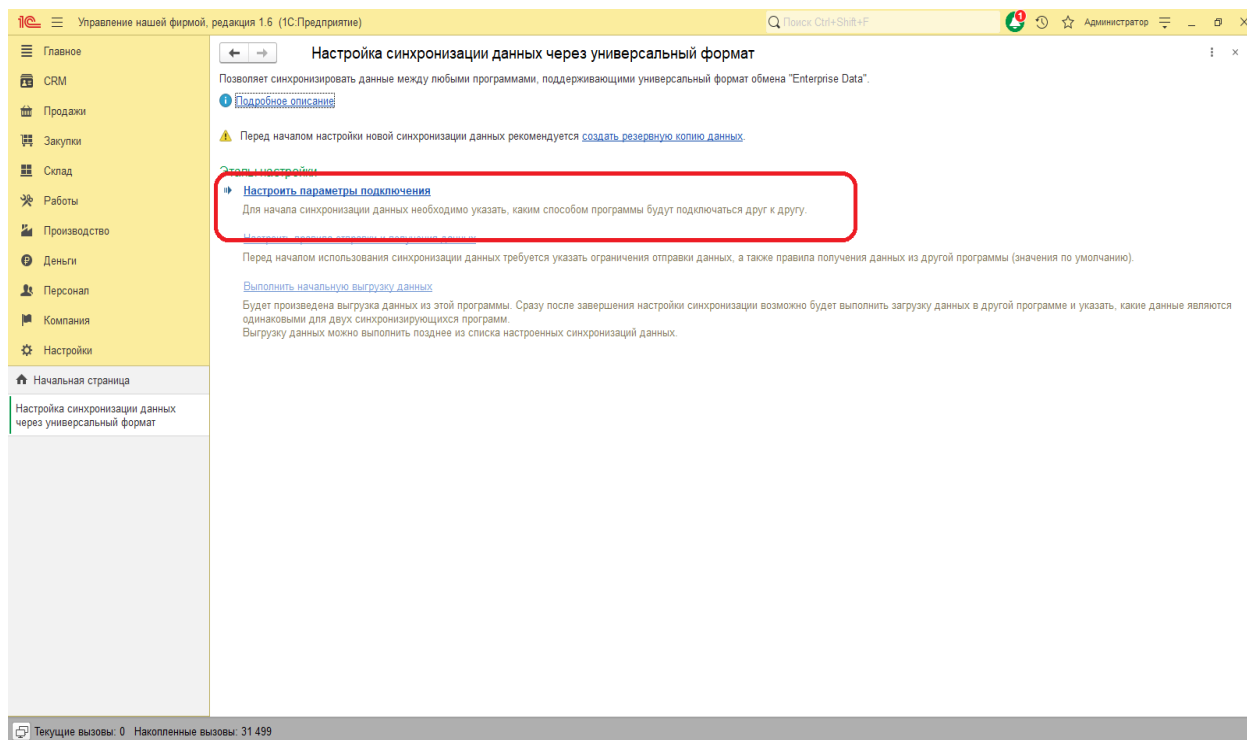 1С Управление нашей фирмой, редакция 1.6 (1С:Предприятие) Поиск Ctrl+Shift+F 1 Администратор
Главное
CRM
Продажи
Закупки
Склад
Работы
Производство
Деньги
Персонал
Компания
Настройки
Начальная страница
Настройка синхронизации данных
через универсальный формат
Настройка синхронизации данных через универсальный формат
Позволяет синхронизировать данные между любыми программами, поддерживающими универсальный формат обмена "Enterprise Data".
Подробное описание
Перед началом настройки новой синхронизации данных рекомендуется создать резервную копию данных.
Этапы настройки
Настроить параметры подключения
Для начала синхронизации данных необходимо указать, каким способом программы будут подключаться друг к другу.
Настроить правила отправки и получения данных
Перед началом использования синхронизации данных требуется указать ограничения отправки данных, а также правила получения данных из другой программы (значения по умолчанию).
Выполнить начальную выгрузку данных
Будет произведена выгрузка данных из этой программы. Сразу после завершения настройки синхронизации возможно будет выполнить загрузку данных в другой программе и указать, какие данные являются
одинаковыми для двух синхронизирующихся программ.
Выгрузку данных можно выполнить позднее из списка настроенных синхронизаций данных.
Текущие вызовы: 0 Накопленные вызовы: 31 499